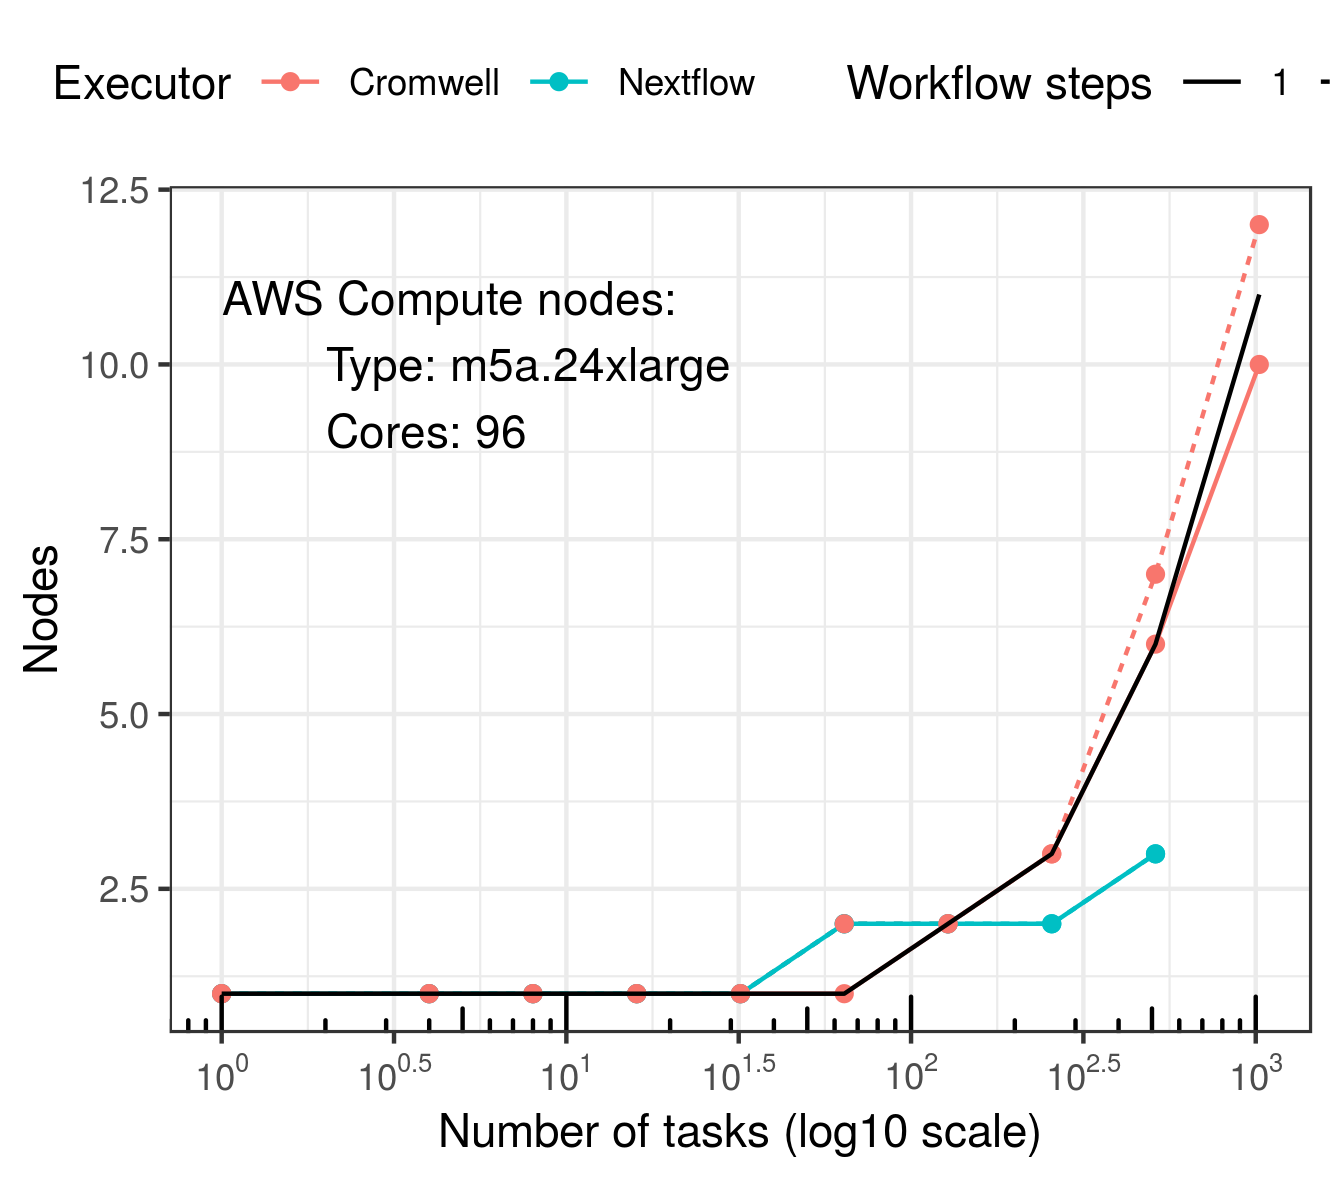 Executor Cromwell Nextflow Workflow steps 1
12.5
AWS Compute nodes:
Type: m5a.24xlarge
10.0
Cores: 96
7.5
Nodes
5.0
2.5
10^0 10^0.5 10^1 10^1.5 10^2 10^2.5 10^3
Number of tasks (log10 scale)